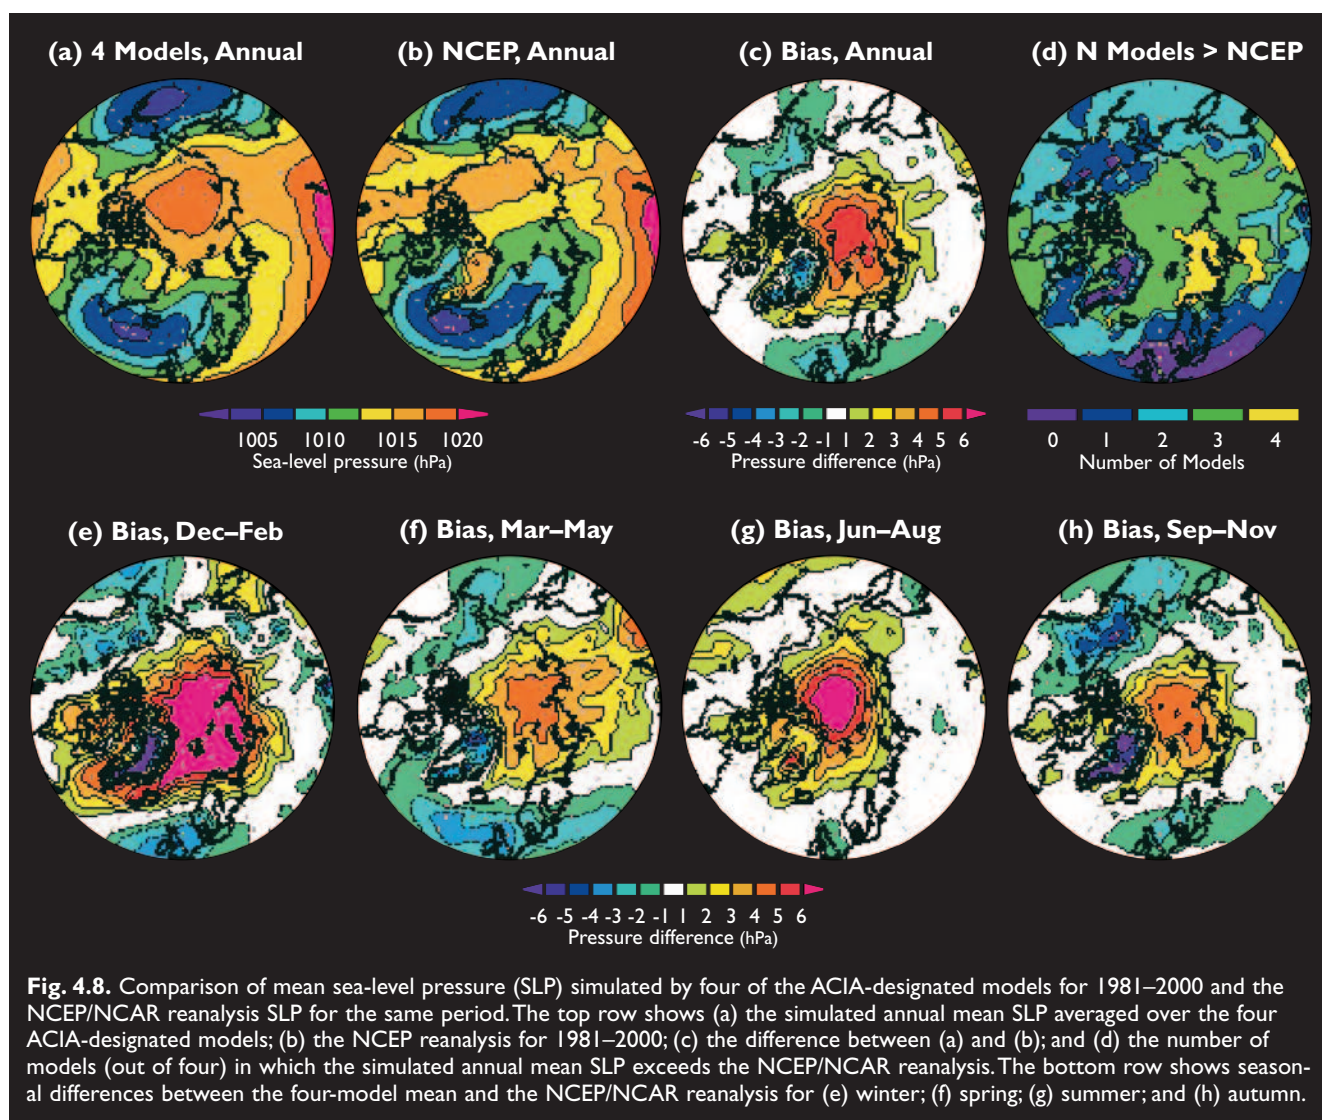 (a) 4 Models, Annual
(b) NCEP, Annual
(c) Bias, Annual
(d) N Models > NCEP
1005 1010 1015 1020
Sea-level pressure (hPa)
-6 -5 -4 -3 -2 -1 1 2 3 4 5 6
Pressure difference (hPa)
0 1 2 3 4
Number of Models
(e) Bias, Dec–Feb
(f) Bias, Mar–May
(g) Bias, Jun–Aug
(h) Bias, Sep–Nov
-6 -5 -4 -3 -2 -1 1 2 3 4 5 6
Pressure difference (hPa)
Fig. 4.8. Comparison of mean sea-level pressure (SLP) simulated by four of the ACIA-designated models for 1981–2000 and the
NCEP/NCAR reanalysis SLP for the same period. The top row shows (a) the simulated annual mean SLP averaged over the four
ACIA-designated models; (b) the NCEP reanalysis for 1981–2000; (c) the difference between (a) and (b); and (d) the number of
models (out of four) in which the simulated annual mean SLP exceeds the NCEP/NCAR reanalysis. The bottom row shows season-
al differences between the four-model mean and the NCEP/NCAR reanalysis for (e) winter; (f) spring; (g) summer; and (h) autumn.